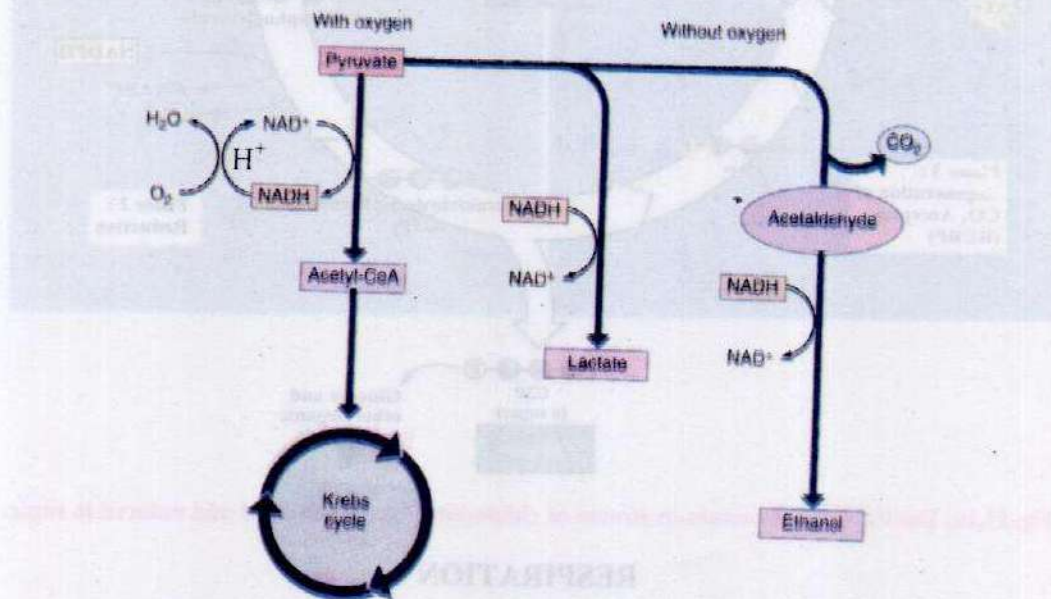 With oxygen
Without oxygen
Pyruvate
H₂O
NAD⁺
H⁺
O₂
NADH
CO₂
NADH
NAD⁺
Acetaldehyde
Acetyl-CoA
NADH
NAD⁺
Lactate
Krebs
cycle
Ethanol
RESPIRATION